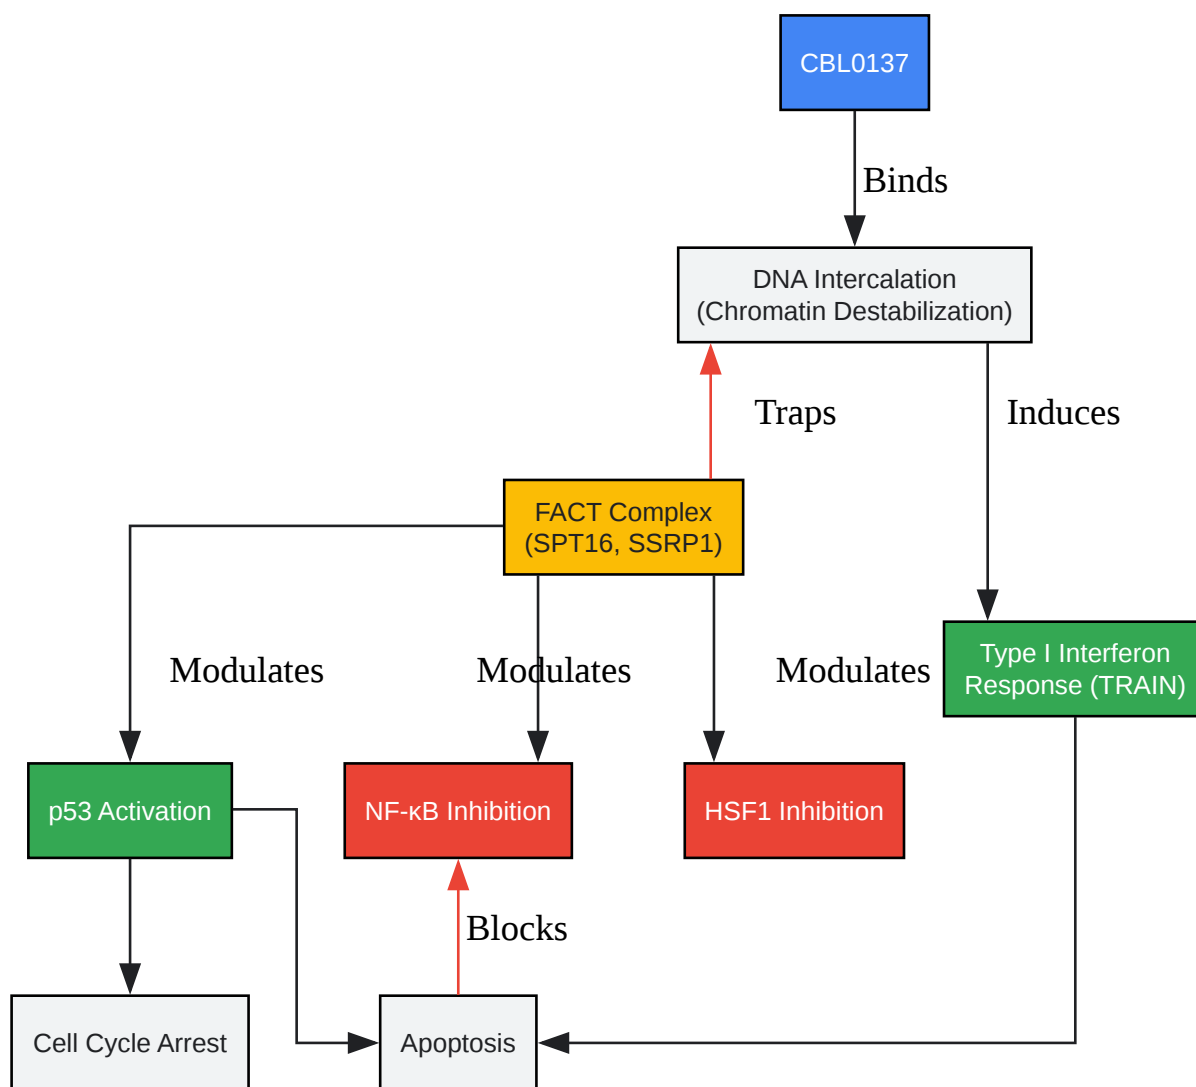 CBL0137
Binds
DNA Intercalation
(Chromatin Destabilization)
Traps
Induces
FACT Complex
(SPT16, SSRP1)
Modulates
Modulates
Modulates
Type I Interferon
Response (TRAIN)
p53 Activation
NF-κB Inhibition
HSF1 Inhibition
Blocks
Cell Cycle Arrest
Apoptosis